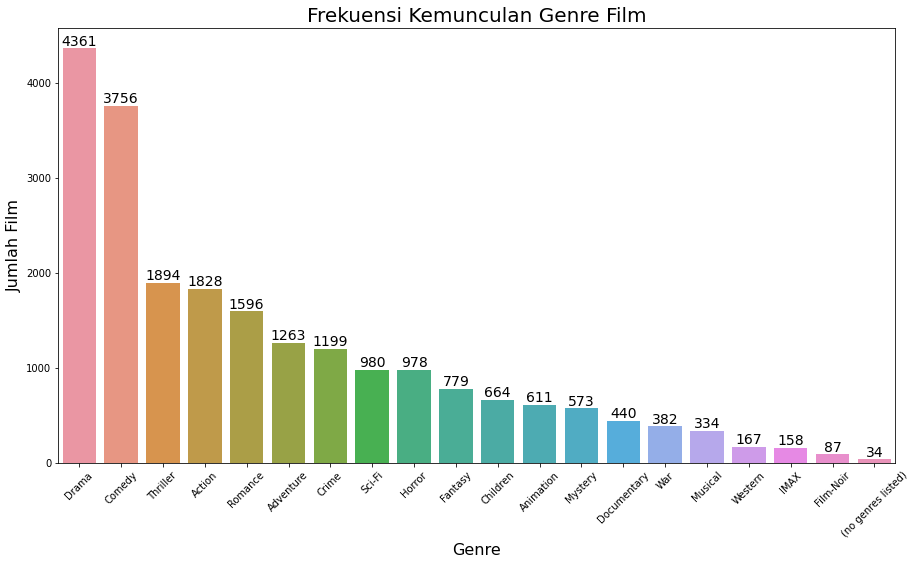 Frekuensi Kemunculan Genre Film
Jumlah Film
4000
3000
2000
1000
0
4361
3756
1894
1828
1596
1263
1199
980
978
779
664
611
573
440
382
334
167
158
87
34
Drama
Comedy
Thriller
Action
Romance
Adventure
Crime
Sci-Fi
Horror
Fantasy
Children
Animation
Mystery
Documentary
War
Musical
Western
IMAX
Film-Noir
(no genres listed)
Genre